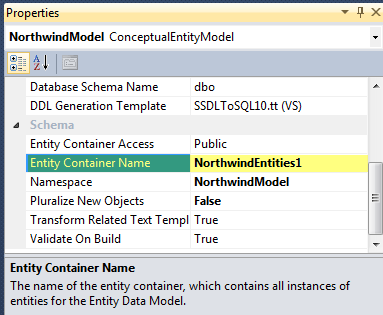 Properties
NorthwindModel ConceptualEntityModel
Database Schema Name dbo
DDL Generation Template SSDLToSQL10.tt (VS)
Schema
Entity Container Access Public
Entity Container Name NorthwindEntities1
Namespace NorthwindModel
Pluralize New Objects False
Transform Related Text Templ True
Validate On Build True
Entity Container Name
The name of the entity container, which contains all instances of
entities for the Entity Data Model.